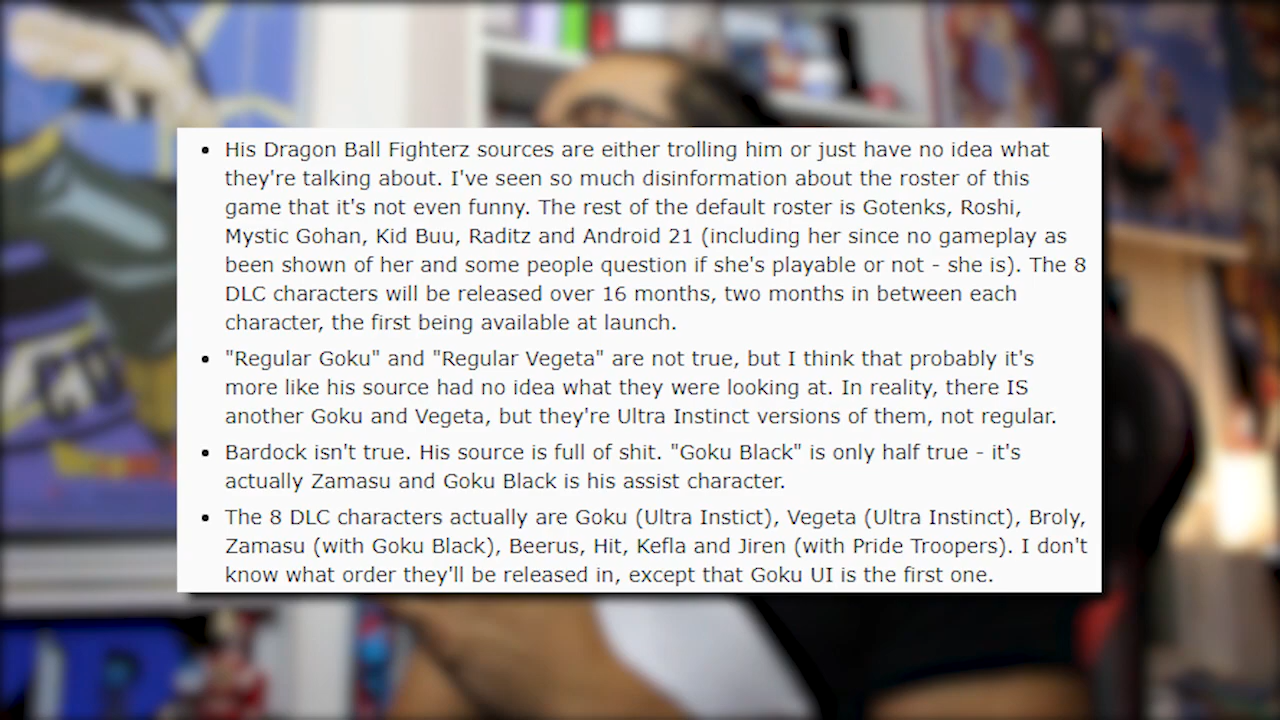 • His Dragon Ball Fighterz sources are either trolling him or just have no idea what
they're talking about. I've seen so much disinformation about the roster of this
game that it's not even funny. The rest of the default roster is Gotenks, Roshi,
Mystic Gohan, Kid Buu, Raditz and Android 21 (including her since no gameplay as
been shown of her and some people question if she's playable or not - she is). The 8
DLC characters will be released over 16 months, two months in between each
character, the first being available at launch.
• "Regular Goku" and "Regular Vegeta" are not true, but I think that probably it's
more like his source had no idea what they were looking at. In reality, there IS
another Goku and Vegeta, but they're Ultra Instinct versions of them, not regular.
• Bardock isn't true. His source is full of shit. "Goku Black" is only half true - it's
actually Zamasu and Goku Black is his assist character.
• The 8 DLC characters actually are Goku (Ultra Instict), Vegeta (Ultra Instinct), Broly,
Zamasu (with Goku Black), Beerus, Hit, Kefla and Jiren (with Pride Troopers). I don't
know what order they'll be released in, except that Goku UI is the first one.